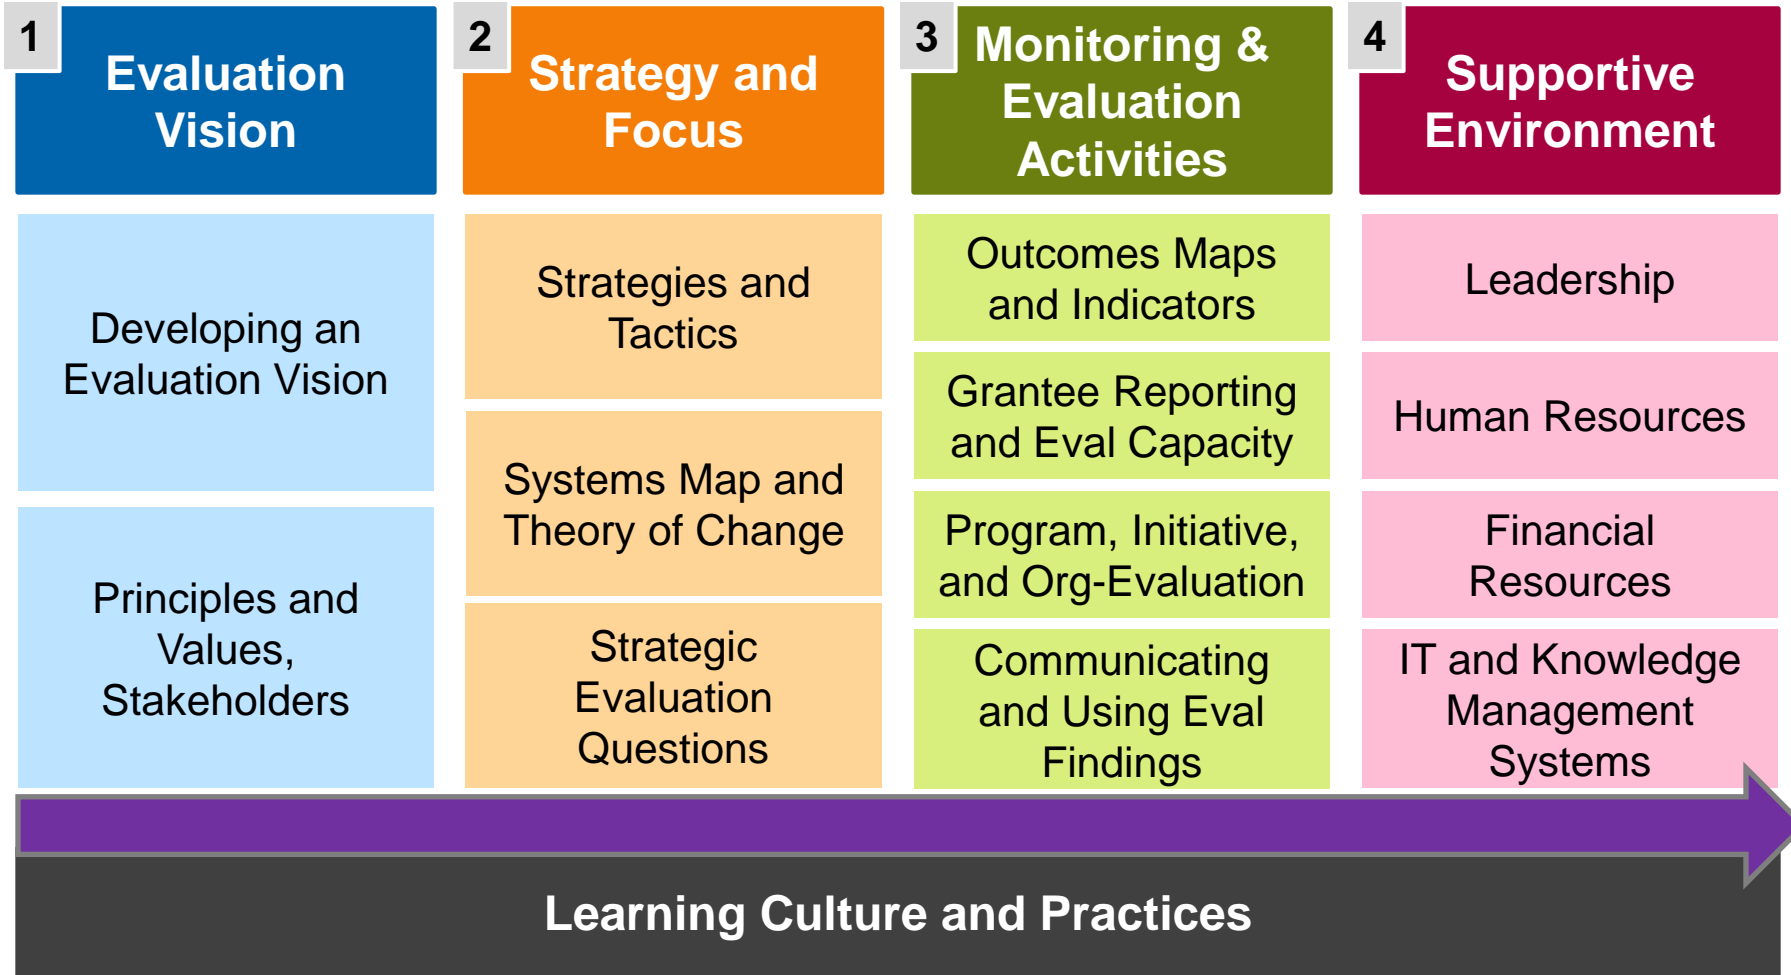 1
Evaluation
Vision
Developing an
Evaluation Vision
Principles and
Values,
Stakeholders
2
Strategy and
Focus
Strategies and
Tactics
Systems Map and
Theory of Change
Strategic
Evaluation
Questions
3
Monitoring &
Evaluation
Activities
Outcomes Maps
and Indicators
Grantee Reporting
and Eval Capacity
Program, Initiative,
and Org-Evaluation
Communicating
and Using Eval
Findings
4
Supportive
Environment
Leadership
Human Resources
Financial
Resources
IT and Knowledge
Management
Systems
Learning Culture and Practices